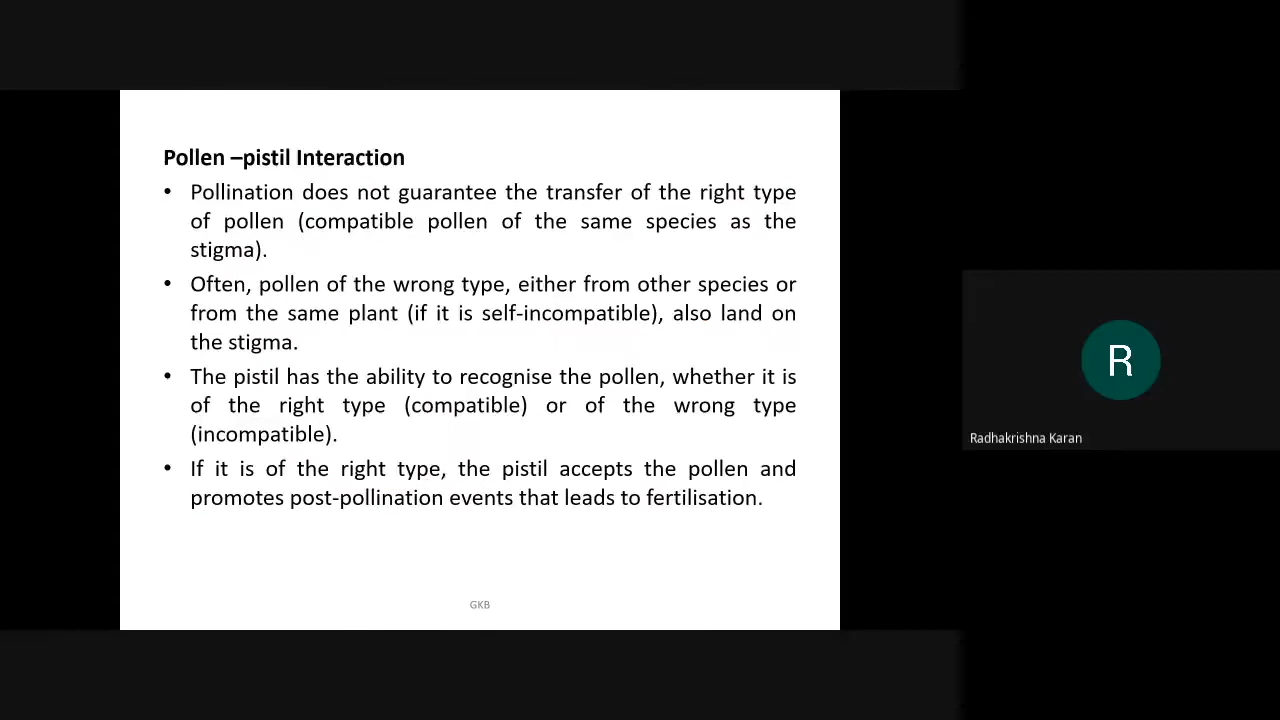 Pollen –pistil Interaction
• Pollination does not guarantee the transfer of the right type
of pollen (compatible pollen of the same species as the
stigma).
• Often, pollen of the wrong type, either from other species or
from the same plant (if it is self-incompatible), also land on
the stigma.
• The pistil has the ability to recognise the pollen, whether it is
of the right type (compatible) or of the wrong type
(incompatible).
• If it is of the right type, the pistil accepts the pollen and
promotes post-pollination events that leads to fertilisation.
GKB
R
Radhakrishna Karan